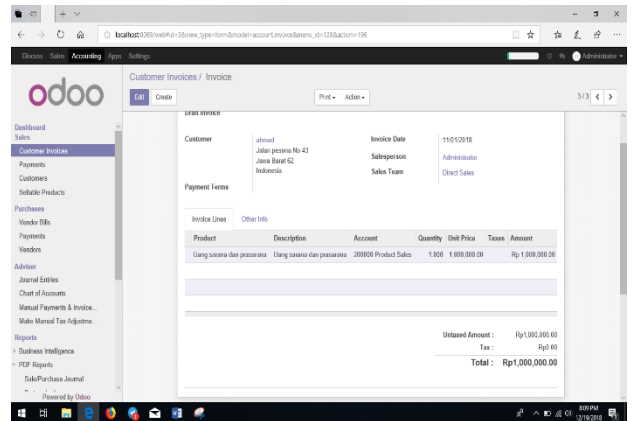 localhost:8069/web#id=3&view_type=form&model=account.invoice&menu_id=128&action=196
Discuss Sales Accounting Apps Settings Administrator
odoo
Customer Invoices / Invoice
Edit Create Print Action 3/3
Draft Invoice
Dashboard
Sales
Customer Invoices
Payments
Customers
Sellable Products
Purchases
Vendor Bills
Payments
Vendors
Adviser
Journal Entries
Chart of Accounts
Manual Payments & Invoice...
Make Manual Tax Adjustme...
Reports
Business Intelligence
PDF Reports
Sale/Purchase Journal
Powered by Odoo
Customer ahmad
Jalan pesona No 43
Jawa Barat 62
Indonesia
Payment Terms
Invoice Date 11/01/2018
Salesperson Administrator
Sales Team Direct Sales
Invoice Lines Other Info
Product Description Account Quantity Unit Price Taxes Amount
Uang sarana dan prasarana Uang sarana dan prasarana 200000 Product Sales 1.000 1,000,000.00 Rp 1,000,000.00
Untaxed Amount : Rp1,000,000.00
Tax : Rp0.00
Total : Rp1,000,000.00
8:09 PM
12/19/2018